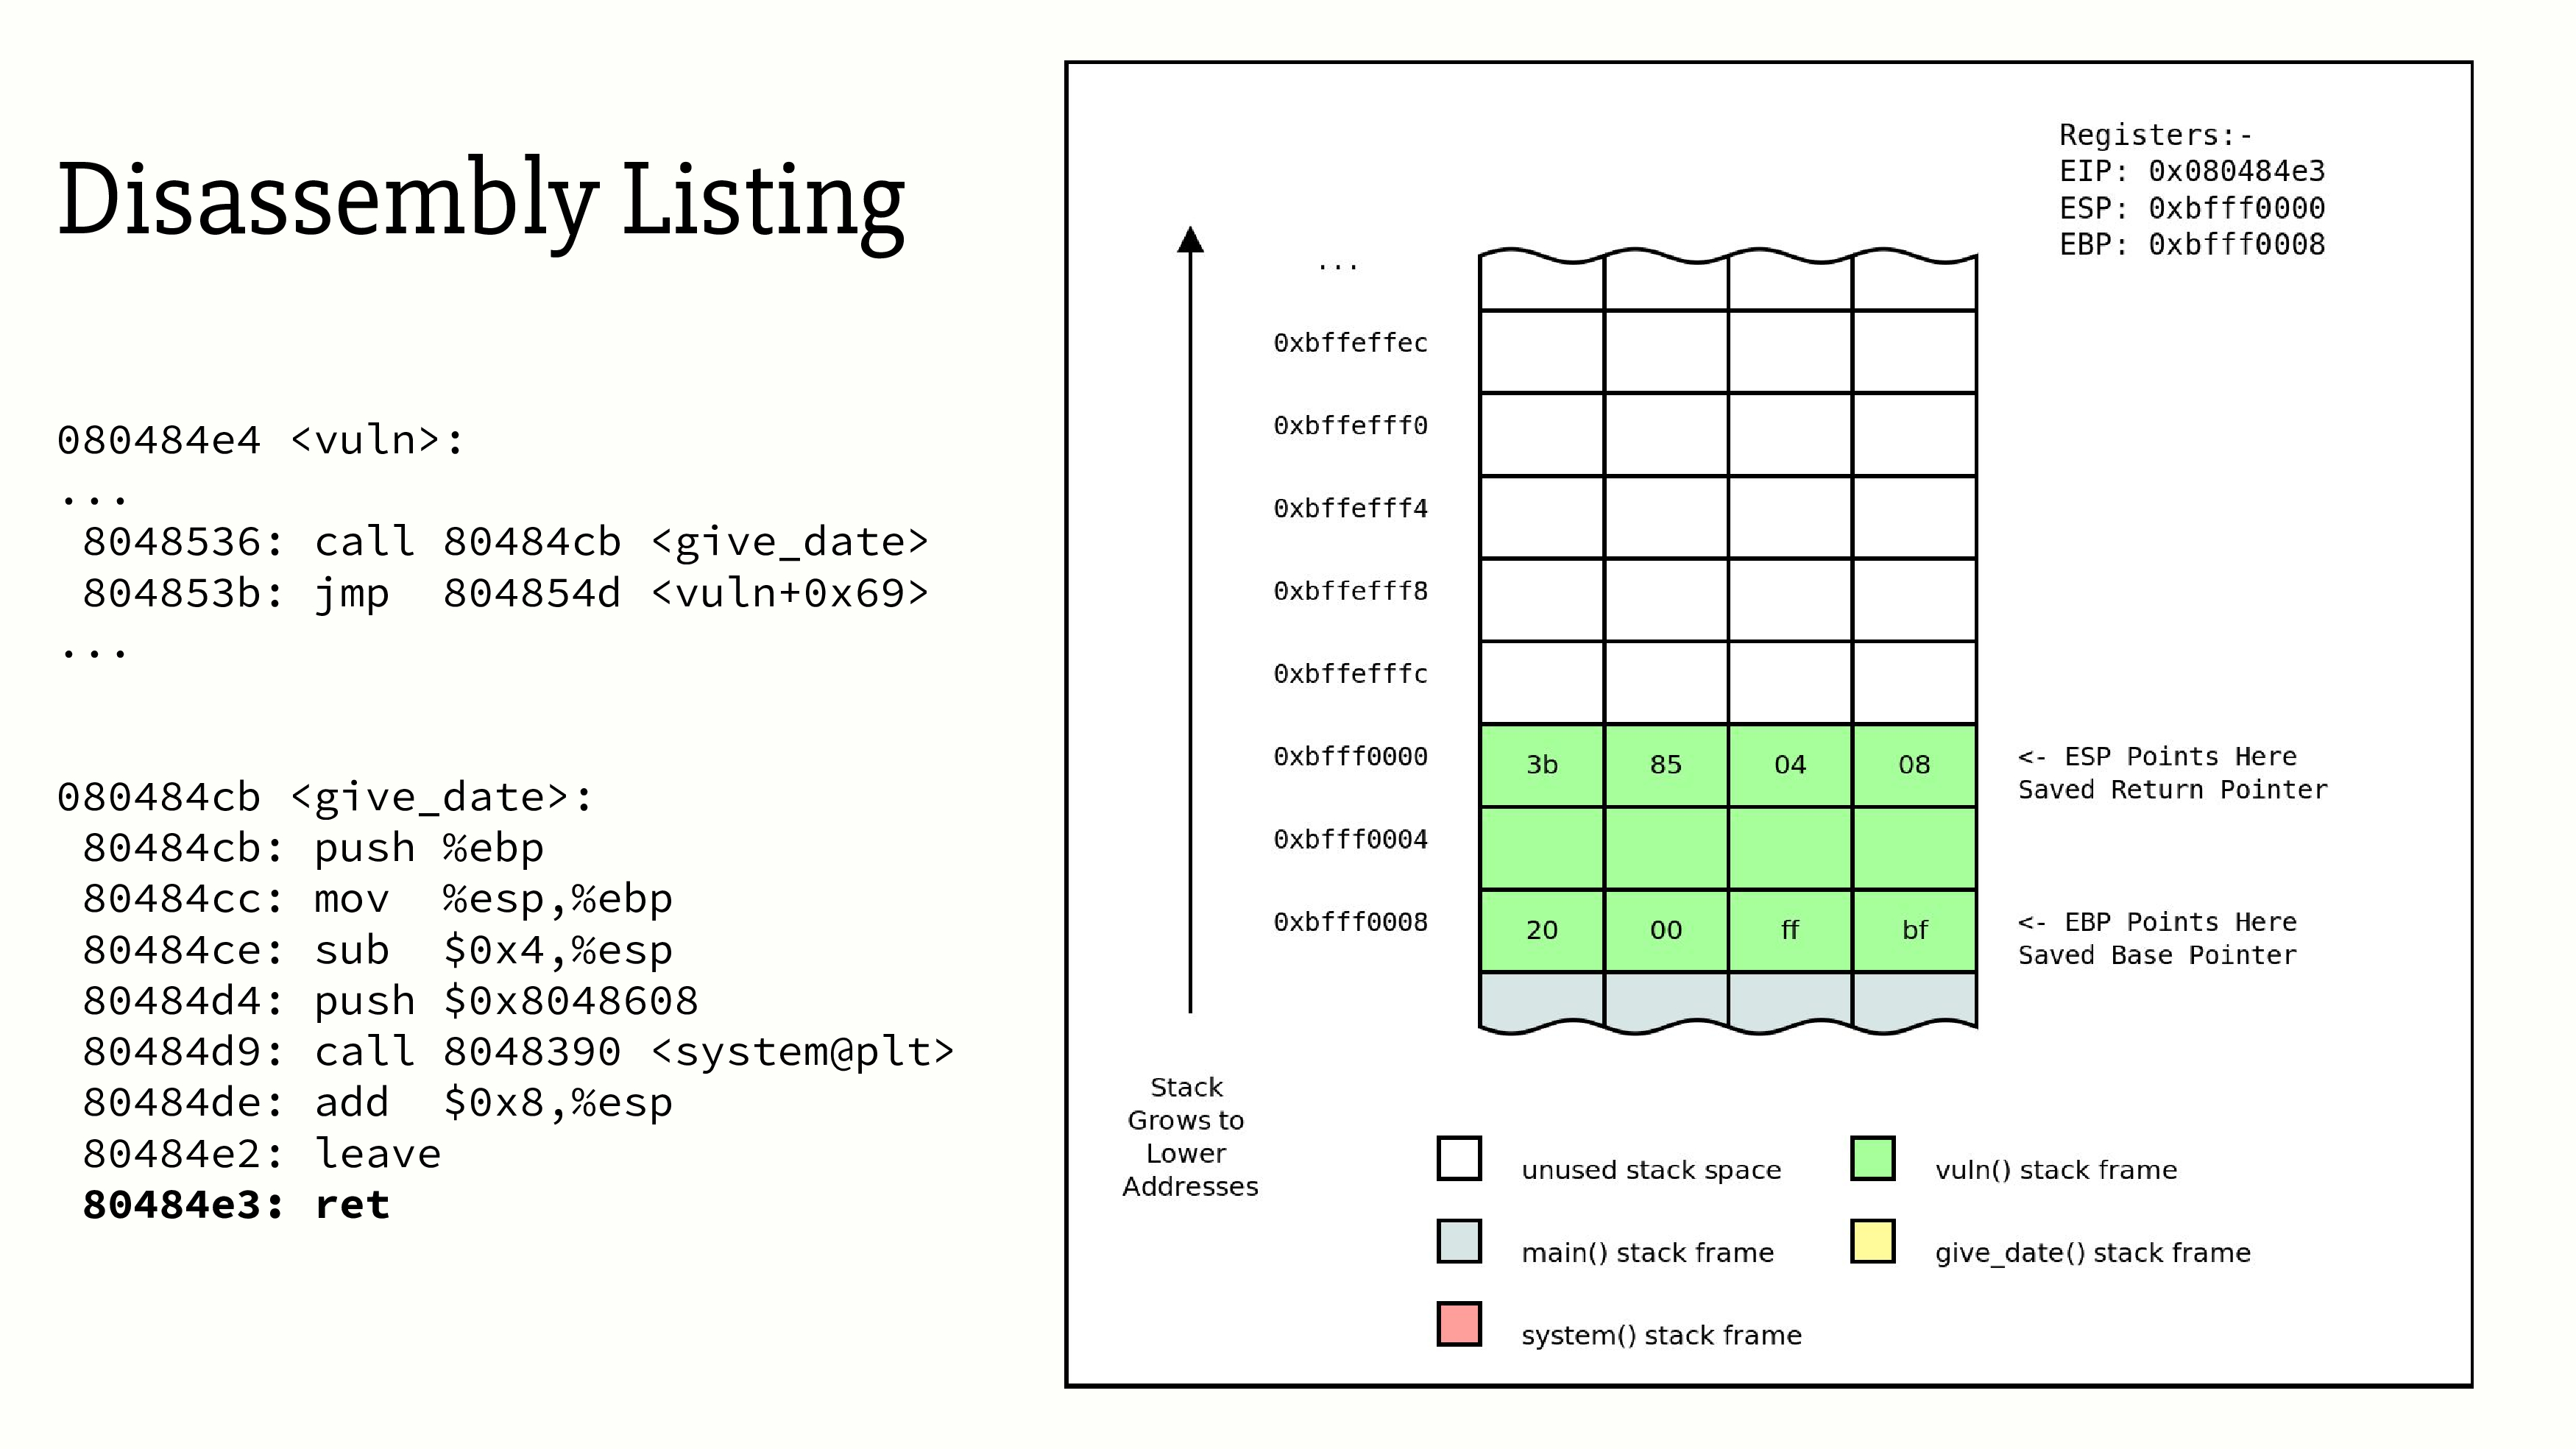 Disassembly Listing
080484e4 <vuln>:
...
8048536: call 80484cb <give_date>
804853b: jmp  804854d <vuln+0x69>
...
080484cb <give_date>:
80484cb: push %ebp
80484cc: mov  %esp,%ebp
80484ce: sub  $0x4,%esp
80484d4: push $0x8048608
80484d9: call 8048390 <system@plt>
80484de: add  $0x8,%esp
80484e2: leave
80484e3: ret
Registers:-
EIP: 0x080484e3
ESP: 0xbfff0000
EBP: 0xbfff0008
...
0xbffeffec
0xbffefff0
0xbffefff4
0xbffefff8
0xbffefffc
0xbfff0000 3b 85 04 08 <- ESP Points Here
Saved Return Pointer
0xbfff0004
0xbfff0008 20 00 ff bf <- EBP Points Here
Saved Base Pointer
Stack
Grows to
Lower
Addresses
unused stack space
vuln() stack frame
main() stack frame
give_date() stack frame
system() stack frame